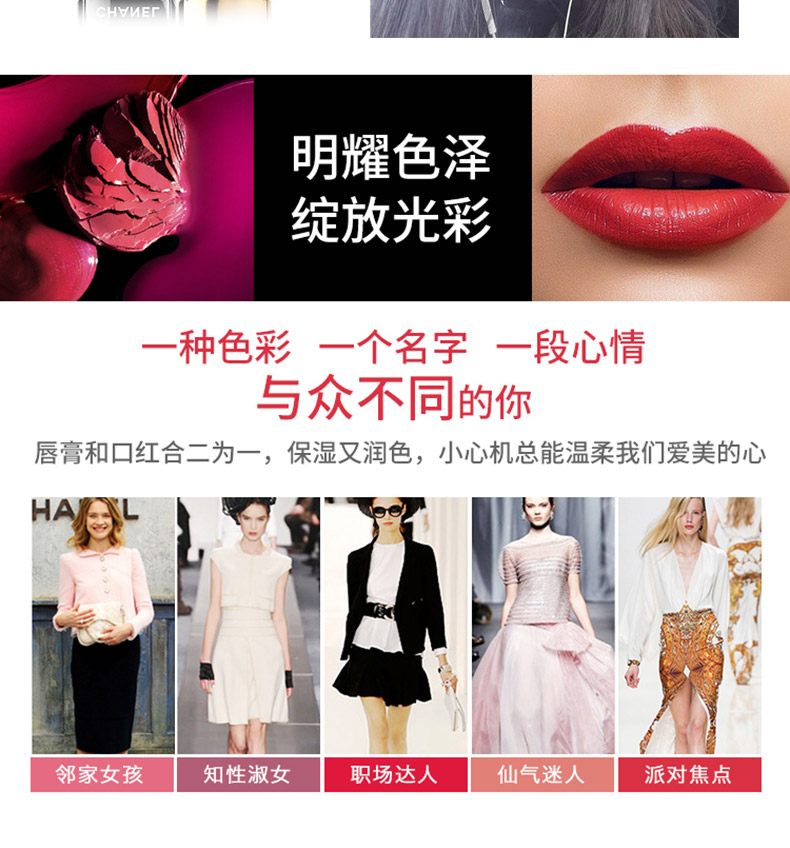 CHANEL
明耀色泽
绽放光彩
一种色彩 一个名字 一段心情
与众不同的你
唇膏和口红合二为一，保湿又润色，小心机总能温柔我们爱美的心
HANEL
邻家女孩 知性淑女 职场达人 仙气迷人 派对焦点